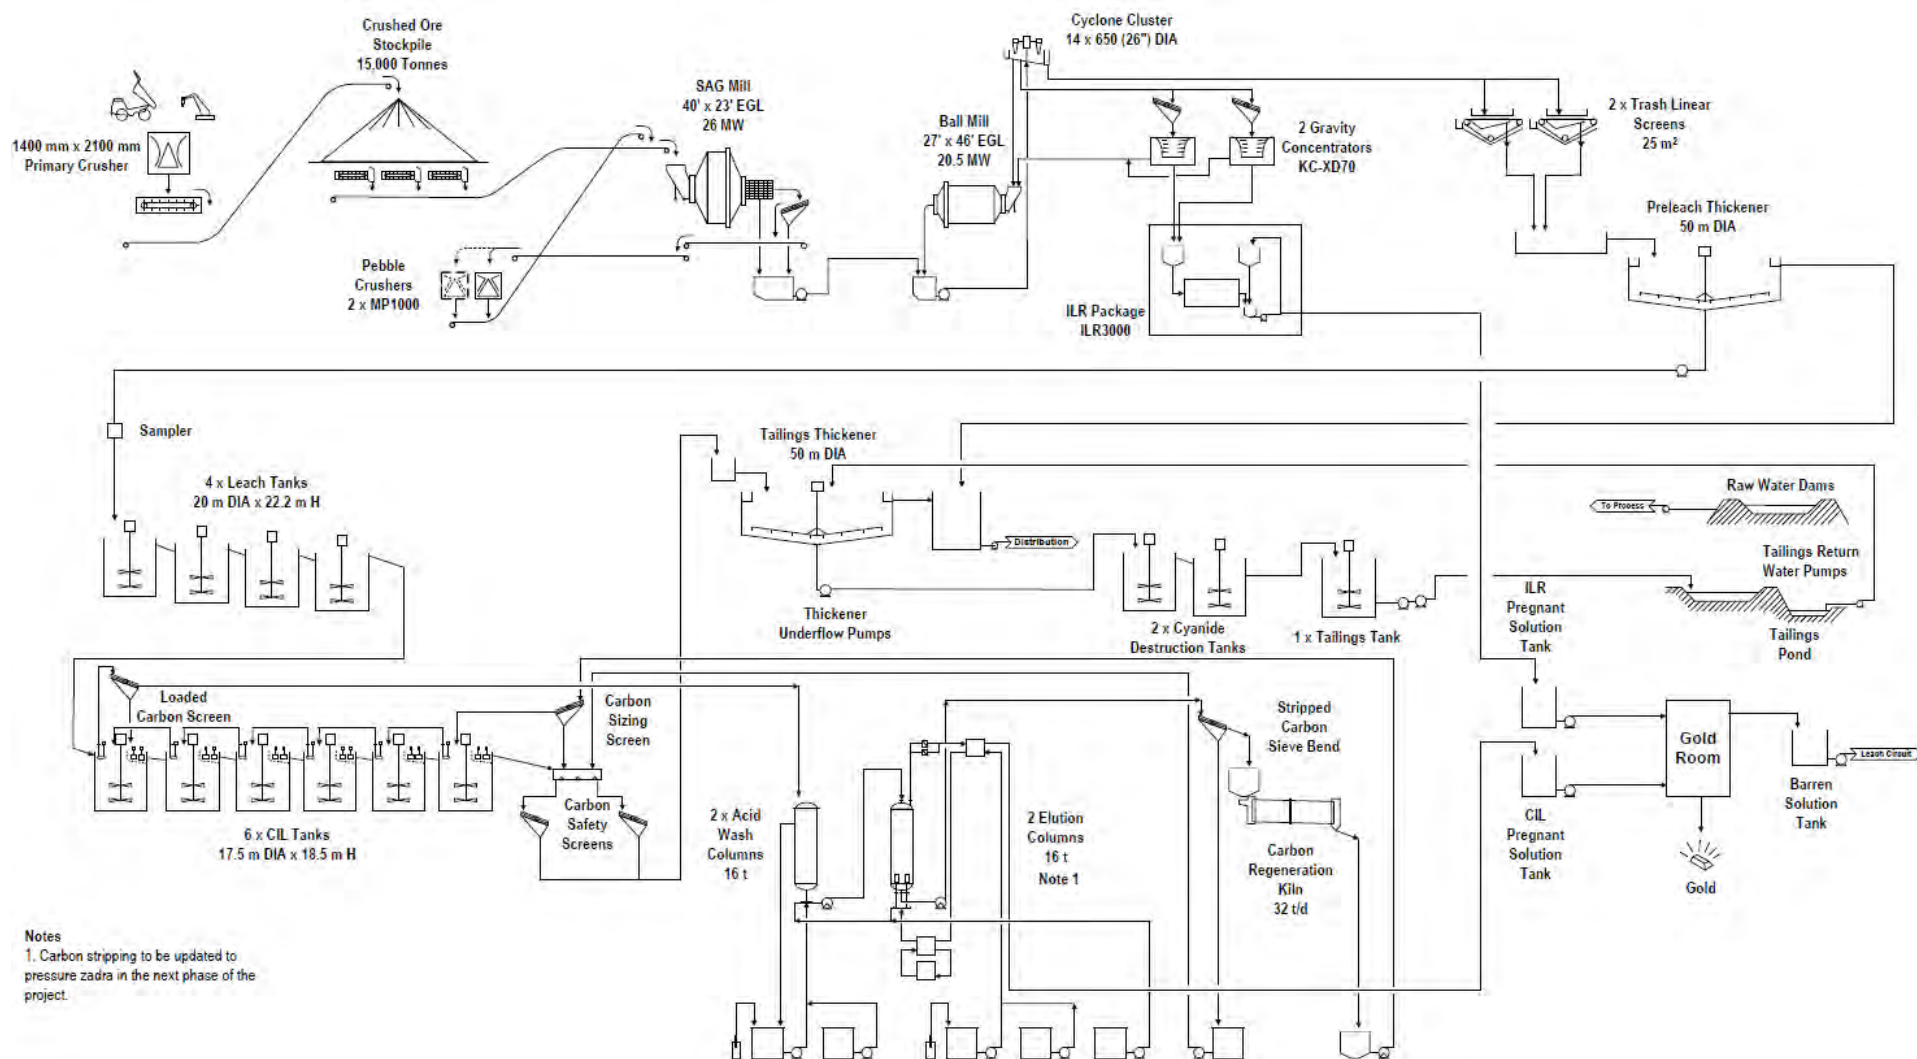 Crushed Ore
Stockpile
15,000 Tonnes
Cyclone Cluster
14 x 650 (26") DIA
SAG Mill
40' x 23' EGL
26 MW
1400 mm x 2100 mm
Primary Crusher
Ball Mill
27' x 46' EGL
20.5 MW
2 Gravity
Concentrators
KC-XD70
2 x Trash Linear
Screens
25 m²
Preleach Thickener
50 m DIA
Pebble
Crushers
2 x MP1000
ILR Package
ILR3000
Sampler
4 x Leach Tanks
20 m DIA x 22.2 m H
Tailings Thickener
50 m DIA
Distribution
Thickener
Underflow Pumps
2 x Cyanide
Destruction Tanks
1 x Tailings Tank
Raw Water Dams
To Process
Tailings Return
Water Pumps
Tailings
Pond
ILR
Pregnant
Solution
Tank
Loaded
Carbon Screen
Carbon
Sizing
Screen
6 x CIL Tanks
17.5 m DIA x 18.5 m H
Carbon
Safety
Screens
2 x Acid
Wash
Columns
16 t
2 Elution
Columns
16 t
Note 1
Stripped
Carbon
Sieve Bend
Carbon
Regeneration
Kiln
32 t/d
CIL
Pregnant
Solution
Tank
Gold
Room
Gold
Barren
Solution
Tank
Leach Circuit
Notes
1. Carbon stripping to be updated to
pressure zadra in the next phase of the
project.